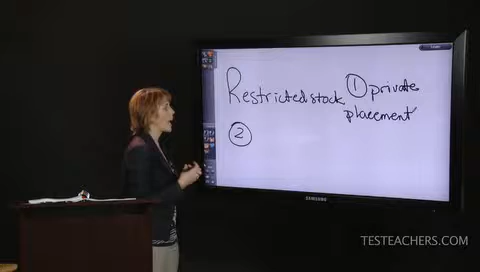 Restricted stock ① private
placement
②
SAMSUNG
TESTEACHERS.COM